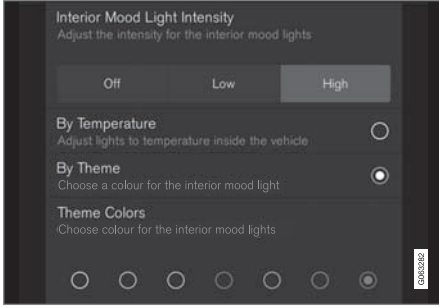 Interior Mood Light Intensity
Adjust the intensity for the interior mood lights
Off Low High
By Temperature
Adjust lights to temperature inside the vehicle
By Theme
Choose a colour for the interior mood light
Theme Colors
Choose colour for the interior mood lights
G063282